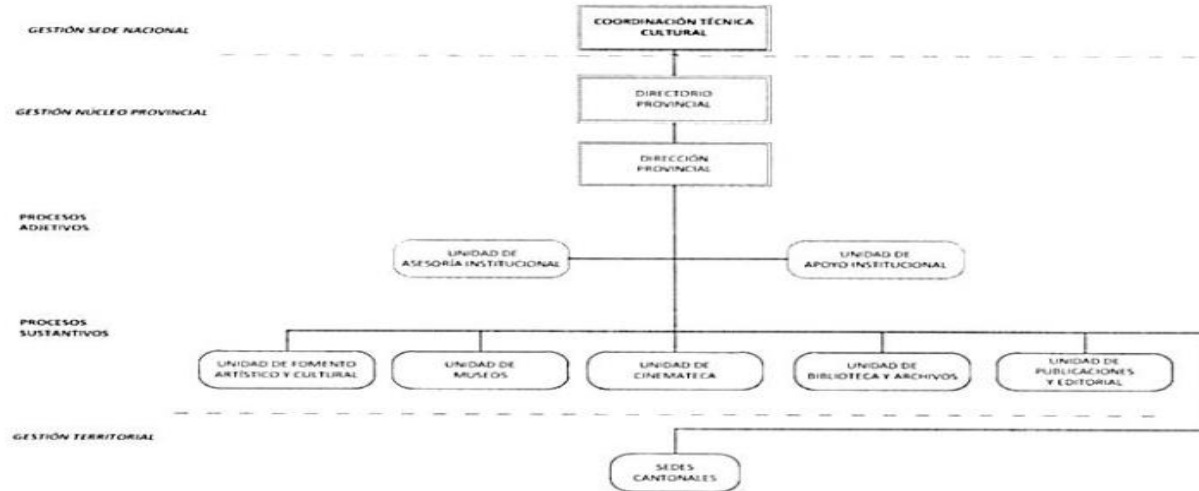 GESTIÓN SEDE NACIONAL
COORDINACIÓN TÉCNICA
CULTURAL
GESTIÓN NÚCLEO PROVINCIAL
DIRECTORIO
PROVINCIAL
DIRECCIÓN
PROVINCIAL
PROCESOS
ADJETIVOS
UNIDAD DE
ASESORÍA INSTITUCIONAL
UNIDAD DE
APOYO INSTITUCIONAL
PROCESOS
SUSTANTIVOS
UNIDAD DE FOMENTO
ARTÍSTICO Y CULTURAL
UNIDAD DE
MUSEOS
UNIDAD DE
CINEMATECA
UNIDAD DE
BIBLIOTECA Y ARCHIVOS
UNIDAD DE
PUBLICACIONES
Y EDITORIAL
GESTIÓN TERRITORIAL
SEDES
CANTONALES